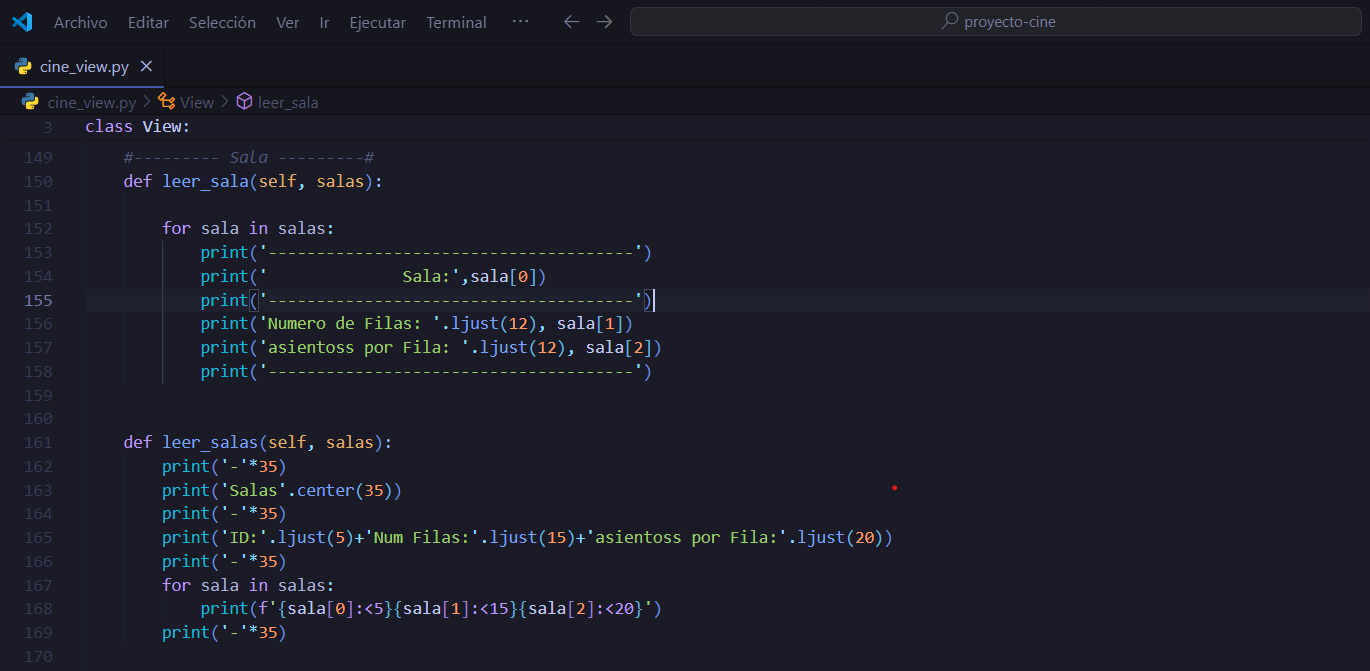 Archivo Editar Selección Ver Ir Ejecutar Terminal ··· proyecto-cine
cine_view.py
cine_view.py > View > leer_sala
3 class View:
149 #--------- Sala ---------#
150 def leer_sala(self, salas):
151
152 for sala in salas:
153 print('--------------------------------------')
154 print('              Sala:',sala[0])
155 print('--------------------------------------')
156 print('Numero de Filas: '.ljust(12), sala[1])
157 print('asientoss por Fila: '.ljust(12), sala[2])
158 print('--------------------------------------')
159
160
161 def leer_salas(self, salas):
162 print('-'*35)
163 print('Salas'.center(35))
164 print('-'*35)
165 print('ID:'.ljust(5)+'Num Filas:'.ljust(15)+'asientoss por Fila:'.ljust(20))
166 print('-'*35)
167 for sala in salas:
168 print(f'{sala[0]:<5}{sala[1]:<15}{sala[2]:<20}')
169 print('-'*35)
170